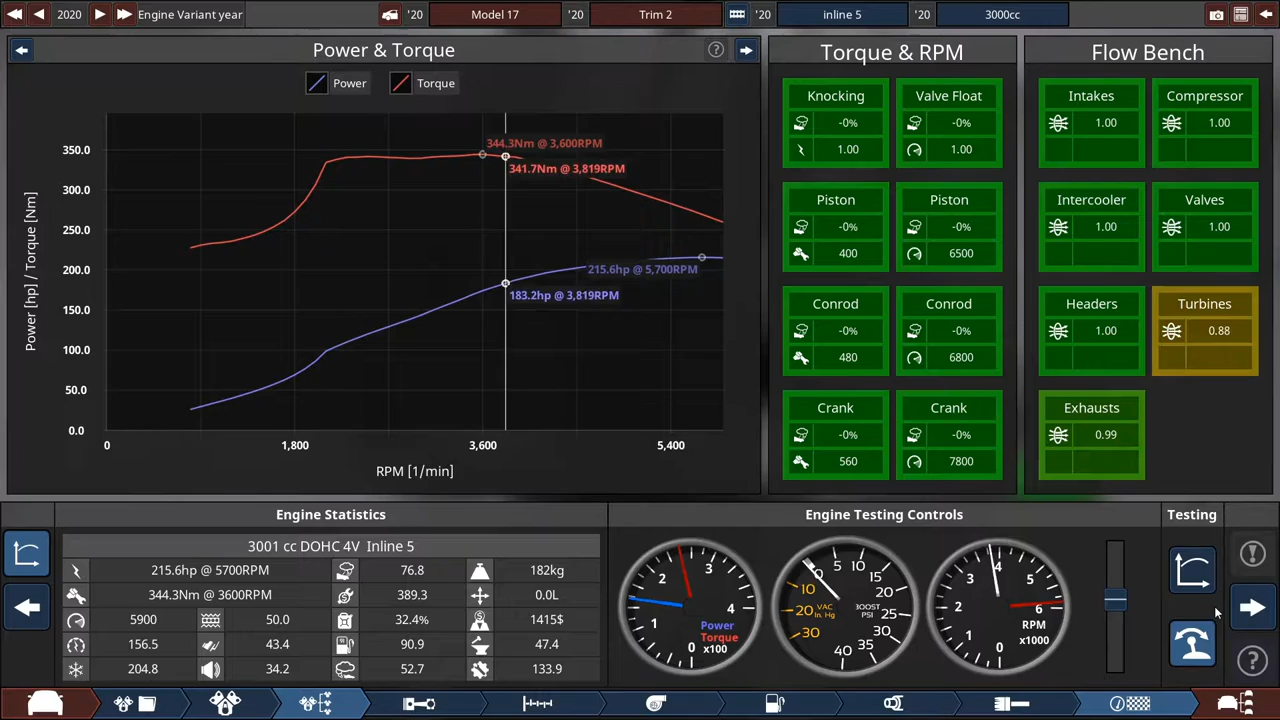 2020 Engine Variant year '20 Model 17 '20 Trim 2 '20 inline 5 '20 3000cc
Power & Torque ?
Power Torque
Power [hp] / Torque [Nm]
350.0
300.0
250.0
200.0
150.0
100.0
50.0
0.0
344.3Nm @ 3,600RPM
341.7Nm @ 3,819RPM
215.6hp @ 5,700RPM
183.2hp @ 3,819RPM
0 1,800 3,600 5,400
RPM [1/min]
Torque & RPM
Knocking Valve Float
-0% -0%
1.00 1.00
Piston Piston
-0% -0%
400 6500
Conrod Conrod
-0% -0%
480 6800
Crank Crank
-0% -0%
560 7800
Flow Bench
Intakes Compressor
1.00 1.00
Intercooler Valves
1.00 1.00
Headers Turbines
1.00 0.88
Exhausts
0.99
Engine Statistics
3001 cc DOHC 4V Inline 5
215.6hp @ 5700RPM 76.8 182kg
344.3Nm @ 3600RPM 389.3 0.0L
5900 50.0 32.4% 1415$
156.5 43.4 90.9 47.4
204.8 34.2 52.7 133.9
Engine Testing Controls
0 1 2 3 4
Power
Torque
x100
30 20 10 0 5 10 15 20 25 30 35 40
VAC
In. Hg
BOOST
PSI
0 1 2 3 4 5 6
RPM
x1000
Testing
?